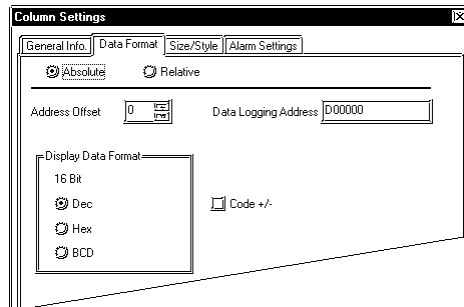 Column Settings
General Info. Data Format Size/Style Alarm Settings
Absolute Relative
Address Offset 0 Data Logging Address D00000
Display Data Format
16 Bit
Dec Code +/-
Hex
BCD